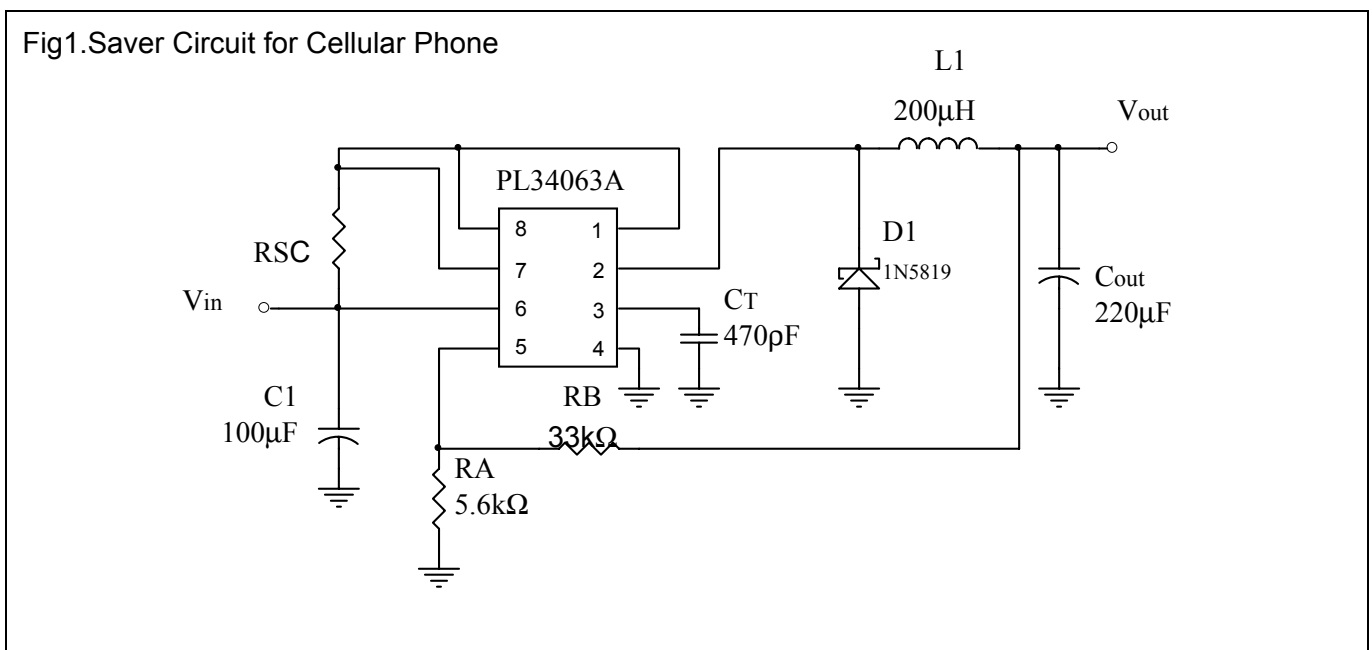 Fig1.Saver Circuit for Cellular Phone
L1
200μH
Vout
PL34063A
8 1
7 2
6 3
5 4
RSC
Vin
D1
1N5819
CT
470ρF
Cout
220μF
C1
100μF
RB
33kΩ
RA
5.6kΩ